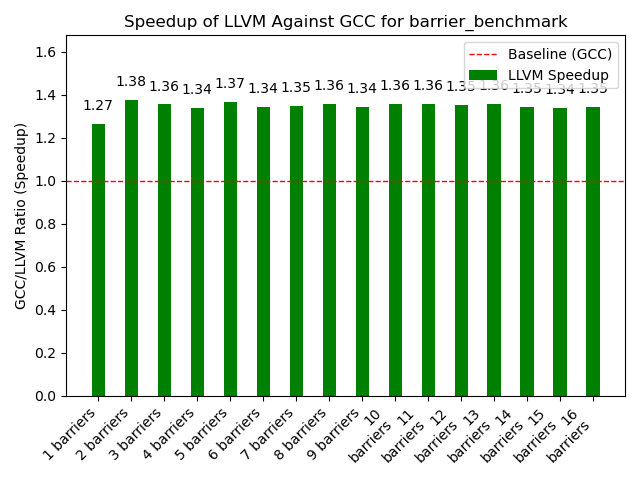 Speedup of LLVM Against GCC for barrier_benchmark
GCC/LLVM Ratio (Speedup)
1.6
1.4
1.2
1.0
0.8
0.6
0.4
0.2
0.0
Baseline (GCC)
LLVM Speedup
1.27
1.38
1.36
1.34
1.37
1.34
1.35
1.36
1.34
1.36
1.36
1.35
1.36
1.35
1.34
1.35
1 barriers
2 barriers
3 barriers
4 barriers
5 barriers
6 barriers
7 barriers
8 barriers
9 barriers
10
barriers
11
barriers
12
barriers
13
barriers
14
barriers
15
barriers
16
barriers